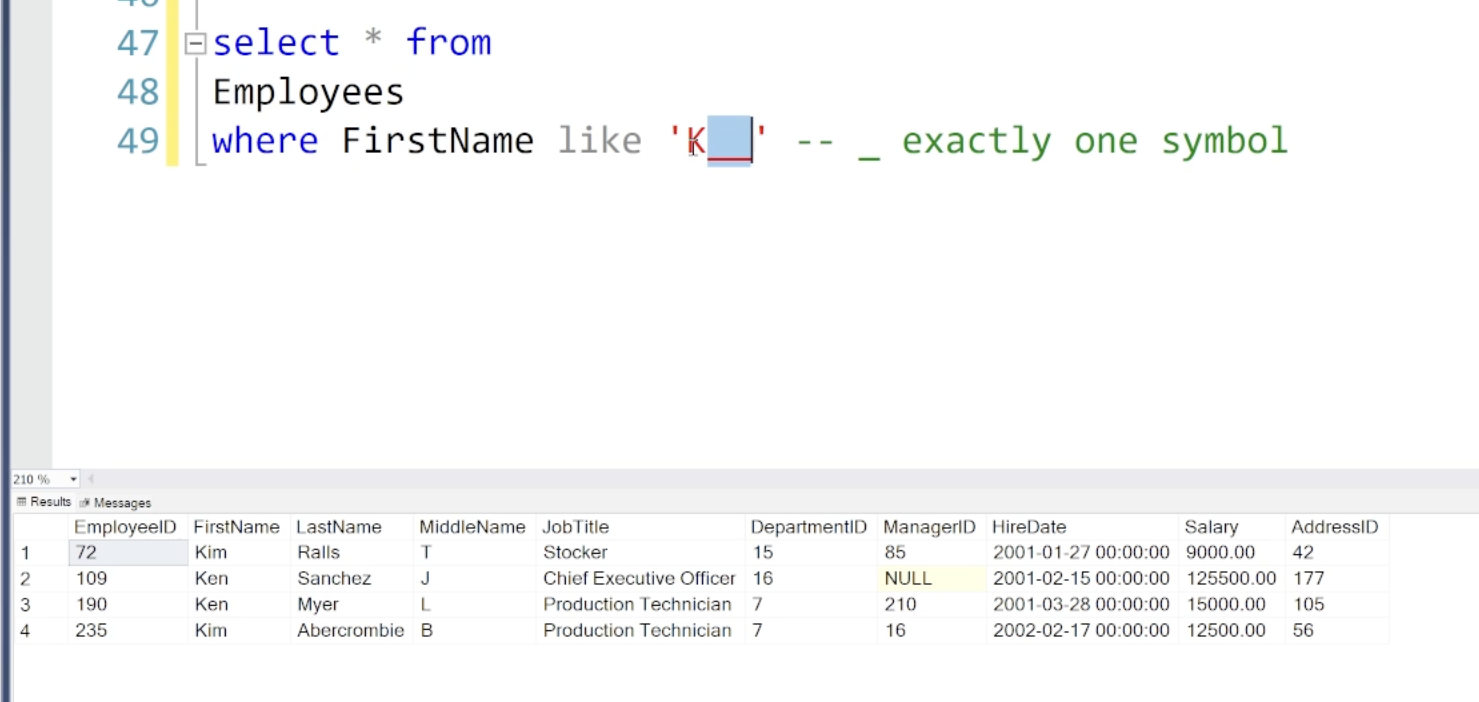 46
47 select * from
48 Employees
49 where FirstName like 'K__' -- _ exactly one symbol
210 %
Results Messages
EmployeeID FirstName LastName MiddleName JobTitle DepartmentID ManagerID HireDate Salary AddressID
1 72 Kim Ralls T Stocker 15 85 2001-01-27 00:00:00 9000.00 42
2 109 Ken Sanchez J Chief Executive Officer 16 NULL 2001-02-15 00:00:00 125500.00 177
3 190 Ken Myer L Production Technician 7 210 2001-03-28 00:00:00 15000.00 105
4 235 Kim Abercrombie B Production Technician 7 16 2002-02-17 00:00:00 12500.00 56